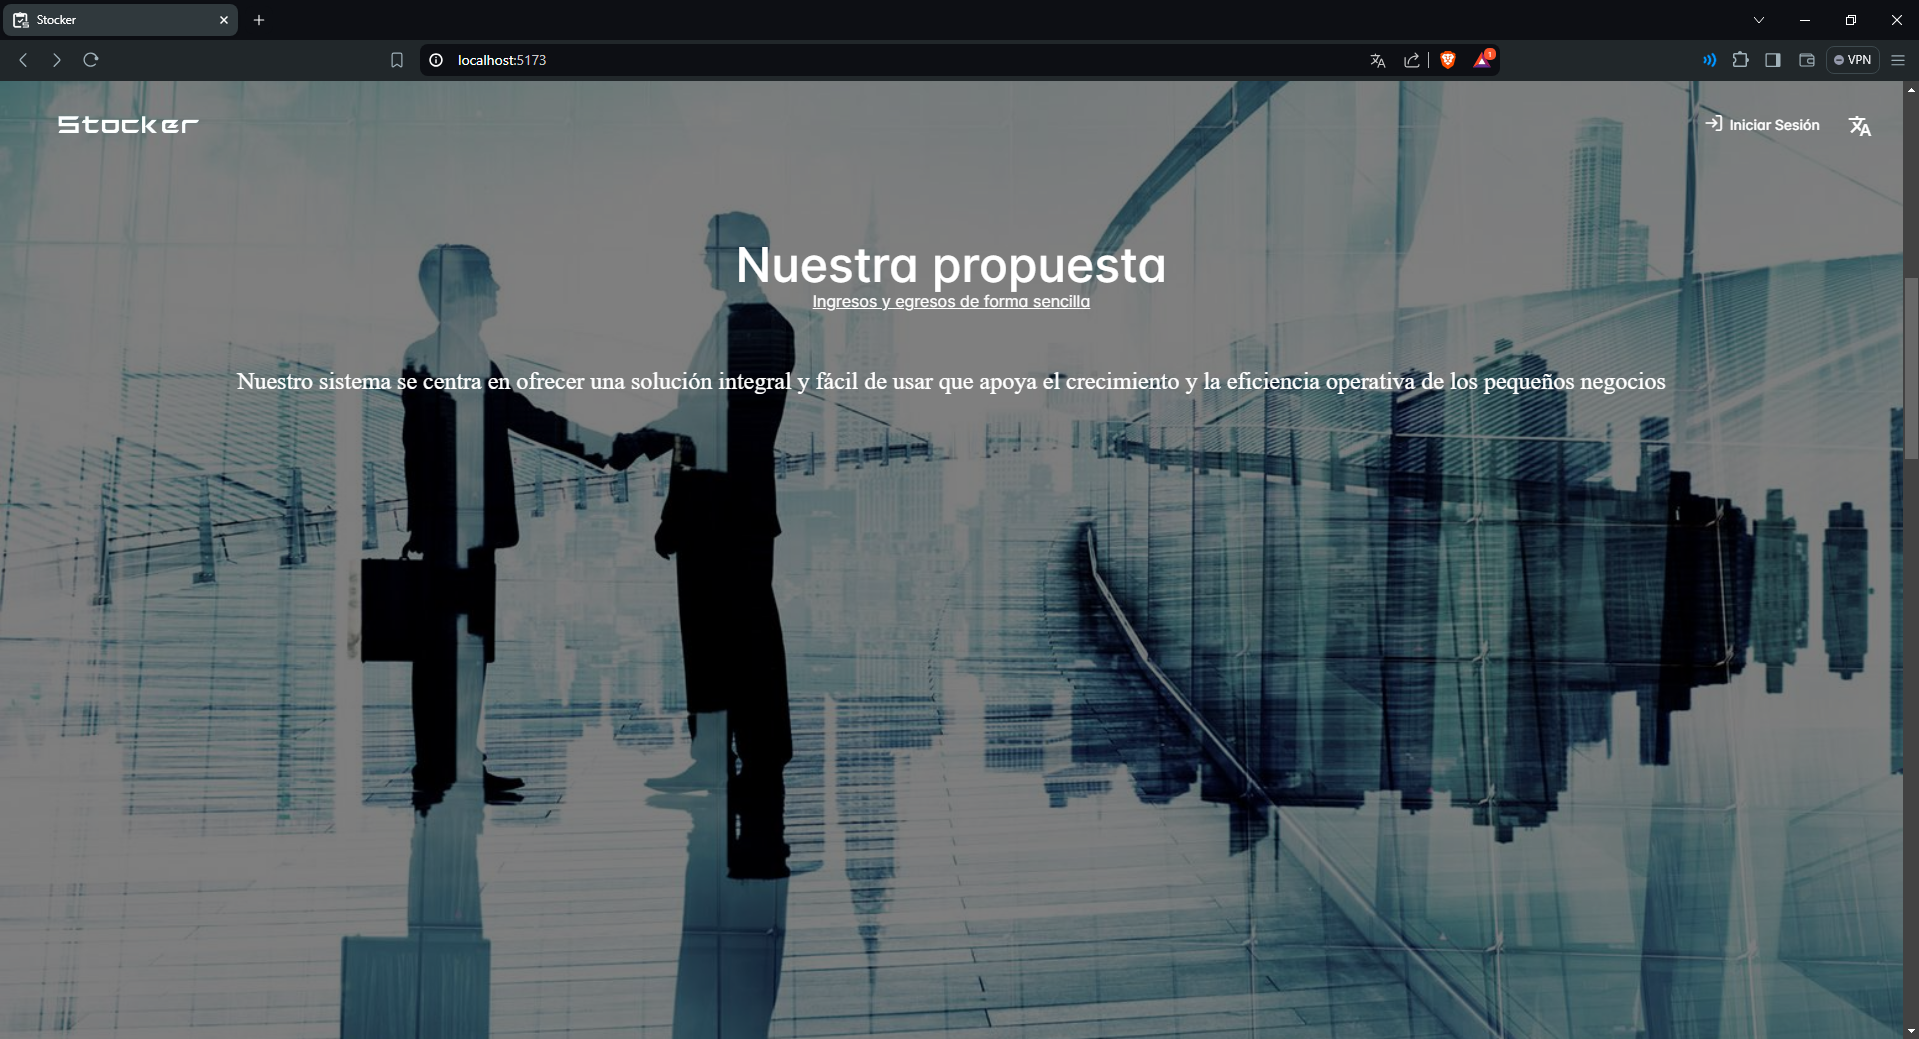 Stocker
localhost:5173
1
VPN
Stocker
Iniciar Sesión
Nuestra propuesta
Ingresos y egresos de forma sencilla
Nuestro sistema se centra en ofrecer una solución integral y fácil de usar que apoya el crecimiento y la eficiencia operativa de los pequeños negocios